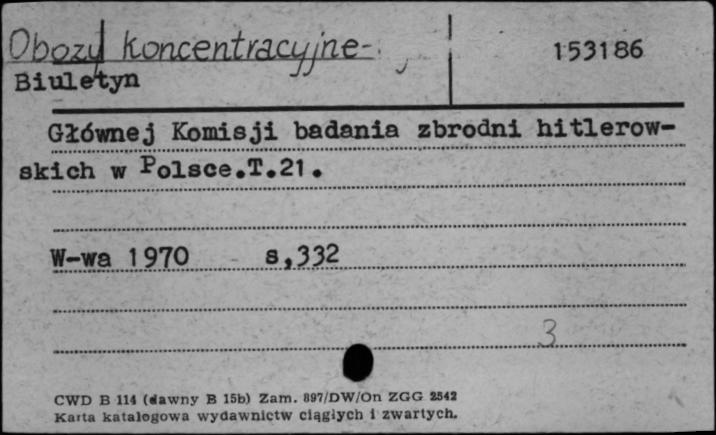 Obozy koncentracyjne-
153186
Biuletyn
Głównej Komisji badania zbrodni hitlerow-
skich w Polsce.T.21.
W-wa 1970 s,332
3
CWD B 114 (dawny B 15b) Zam. 897/DW/On ZGG 2542
Karta katalogowa wydawnictw ciągłych i zwartych.